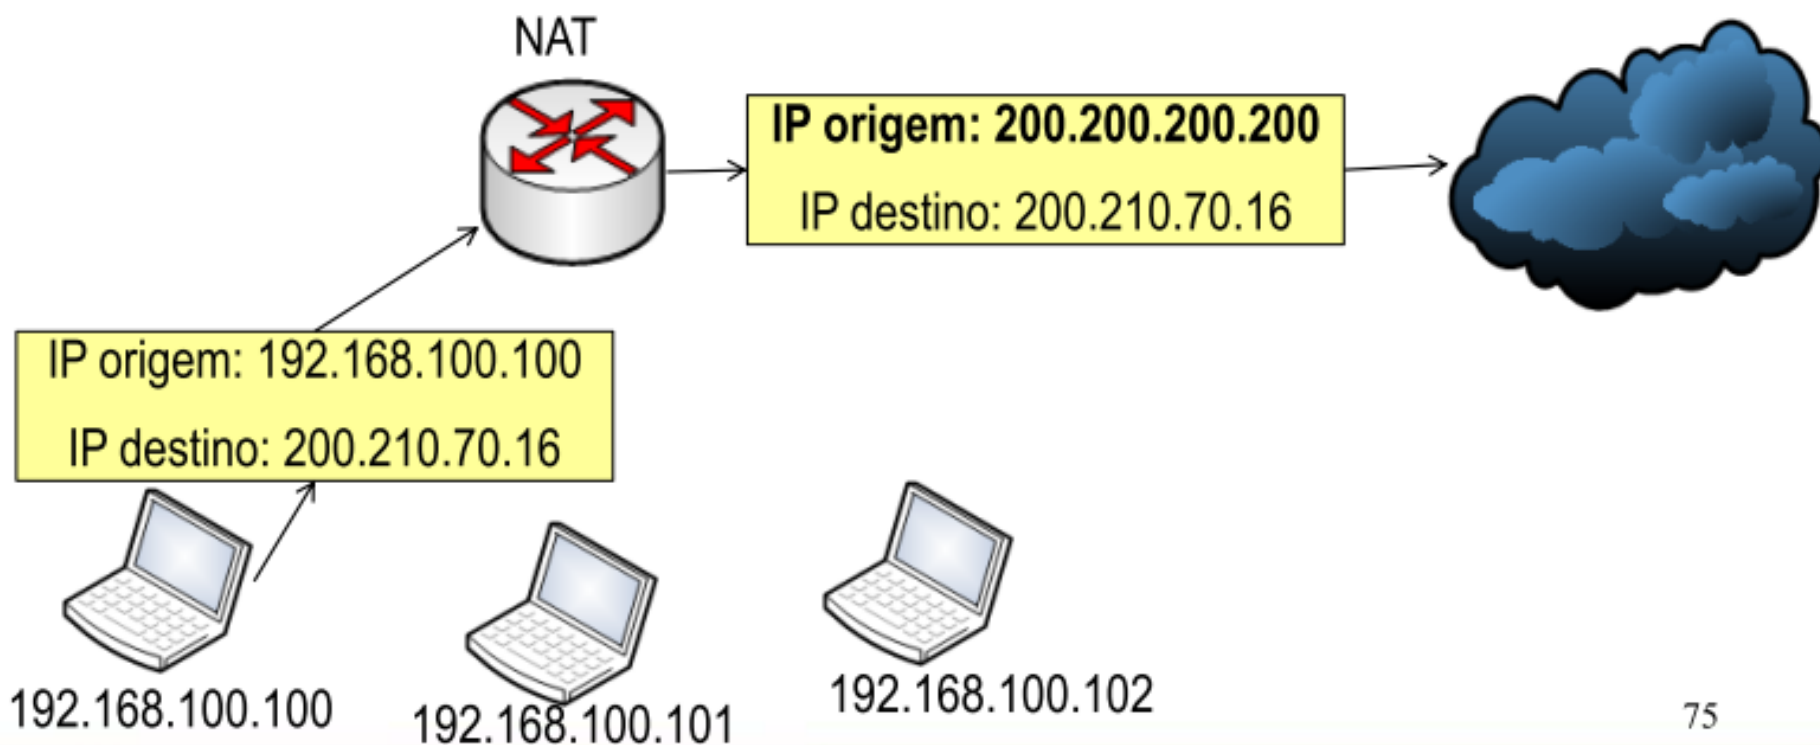 NAT
IP origem: 200.200.200.200
IP destino: 200.210.70.16
IP origem: 192.168.100.100
IP destino: 200.210.70.16
192.168.100.100
192.168.100.101
192.168.100.102
75